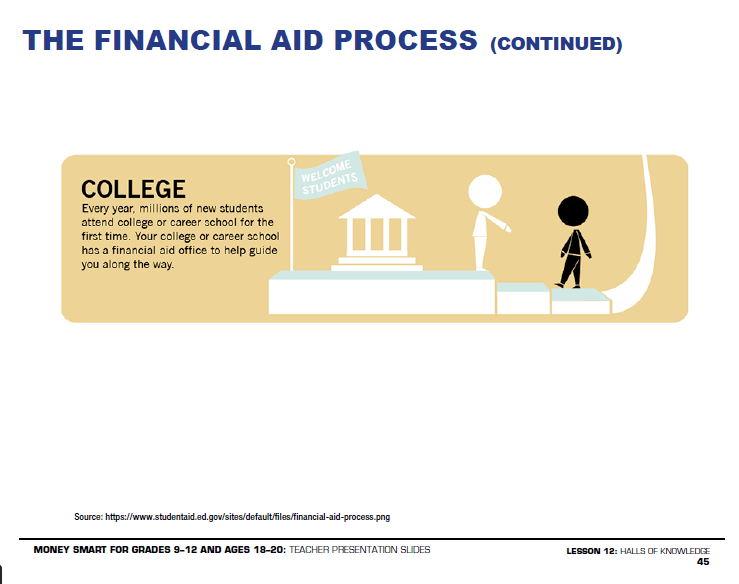 THE FINANCIAL AID PROCESS (CONTINUED)
WELCOME
STUDENTS
COLLEGE
Every year, millions of new students
attend college or career school for the
first time. Your college or career school
has a financial aid office to help guide
you along the way.
Source: https://www.studentaid.ed.gov/sites/default/files/financial-aid-process.png
MONEY SMART FOR GRADES 9–12 AND AGES 18–20: TEACHER PRESENTATION SLIDES
LESSON 12: HALLS OF KNOWLEDGE
45